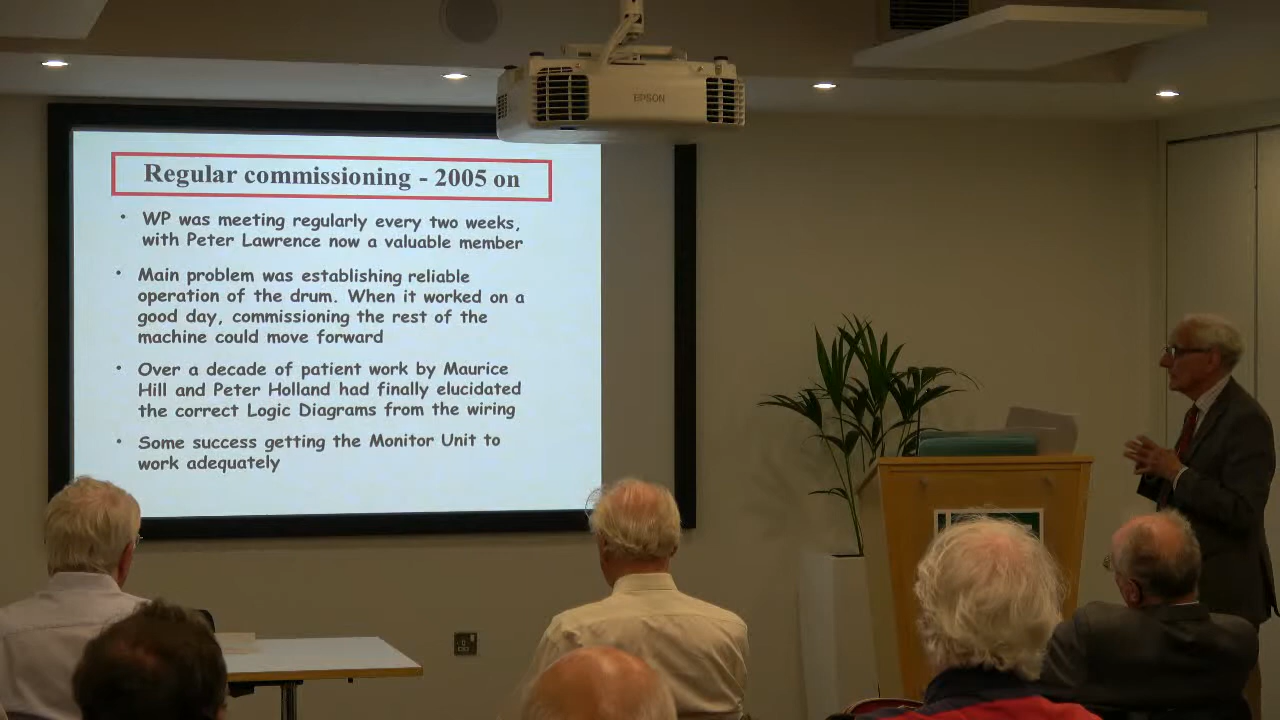 EPSON
Regular commissioning - 2005 on
• WP was meeting regularly every two weeks,
with Peter Lawrence now a valuable member
• Main problem was establishing reliable
operation of the drum. When it worked on a
good day, commissioning the rest of the
machine could move forward
• Over a decade of patient work by Maurice
Hill and Peter Holland had finally elucidated
the correct Logic Diagrams from the wiring
• Some success getting the Monitor Unit to
work adequately